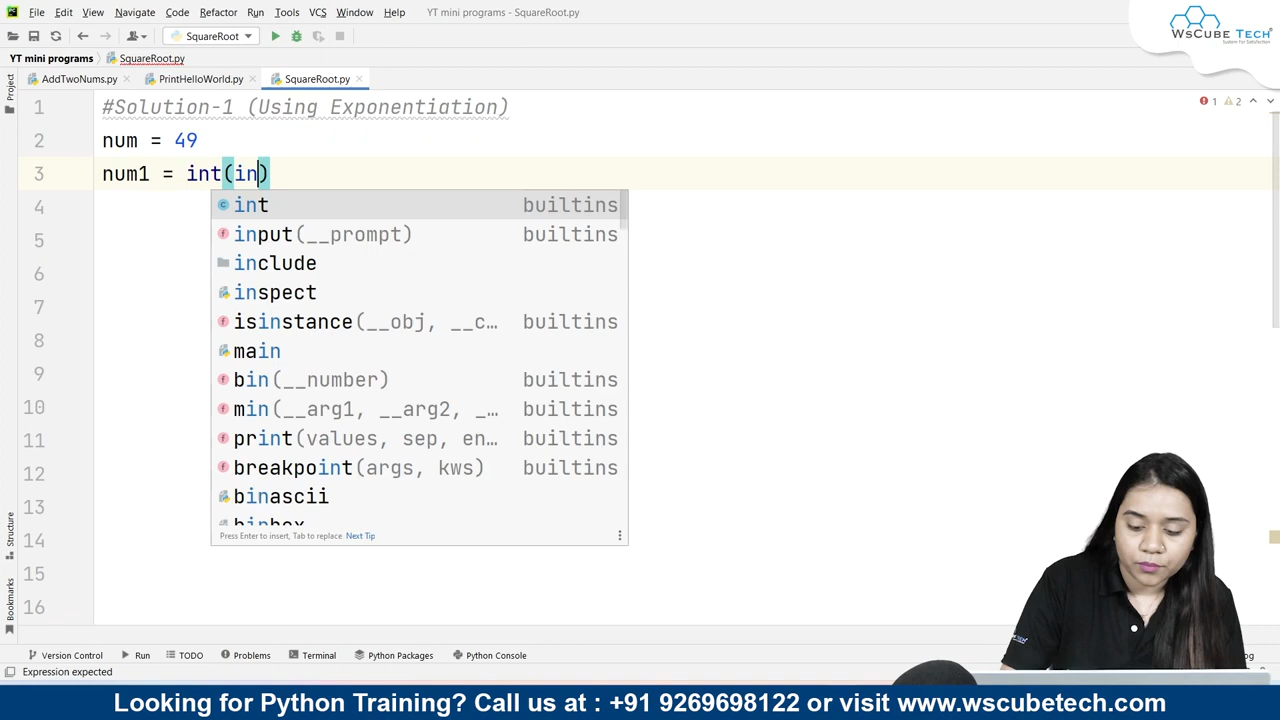 File Edit View Navigate Code Refactor Run Tools VCS Window Help YT mini programs - SquareRoot.py
WsCube Tech
SquareRoot
YT mini programs SquareRoot.py
AddTwoNums.py PrintHelloWorld.py SquareRoot.py
Project
1 #Solution-1 (Using Exponentiation)
1 2
2 num = 49
3 num1 = int(in)
4 int builtins
5 input(__prompt) builtins
6 include
inspect
7 isinstance(__obj, __c… builtins
8 main
9 bin(__number) builtins
10 min(__arg1, __arg2, _… builtins
11 print(values, sep, en… builtins
12 breakpoint(args, kws) builtins
13 binascii
binhex
14 Press Enter to insert, Tab to replace Next Tip
15
16
Structure
Bookmarks
Version Control Run TODO Problems Terminal Python Packages Python Console
Expression expected
Looking for Python Training? Call us at : +91 9269698122 or visit www.wscubetech.com